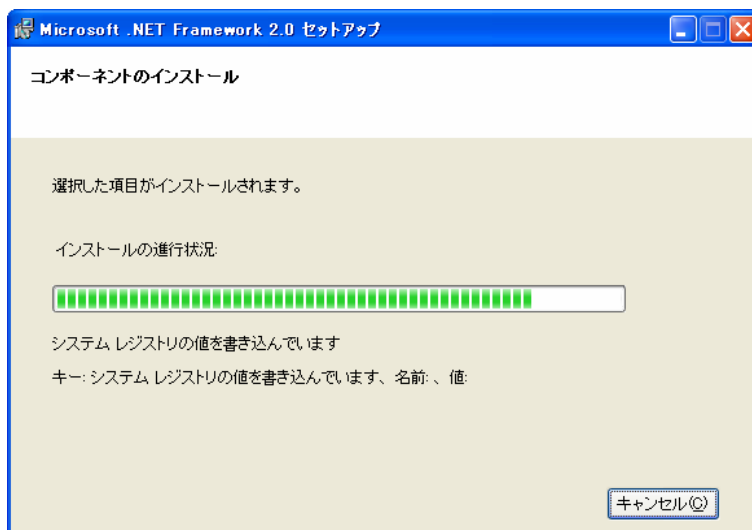 Microsoft .NET Framework 2.0 セットアップ
コンポーネントのインストール
選択した項目がインストールされます。
インストールの進行状況:
システム レジストリの値を書き込んでいます
キー: システム レジストリの値を書き込んでいます、名前: 、値:
キャンセル(C)